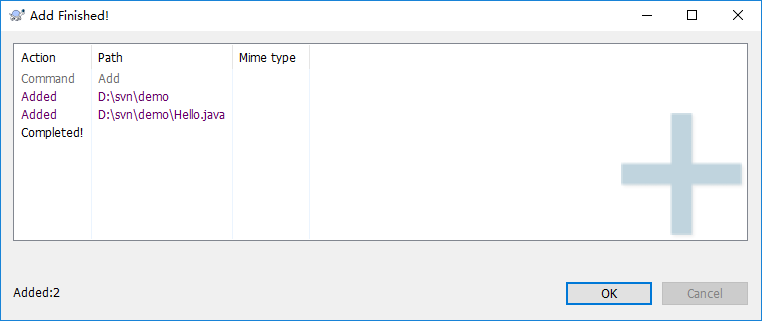 Add Finished!
Action Path Mime type
Command Add
Added D:\svn\demo
Added D:\svn\demo\Hello.java
Completed!
Added:2 OK Cancel